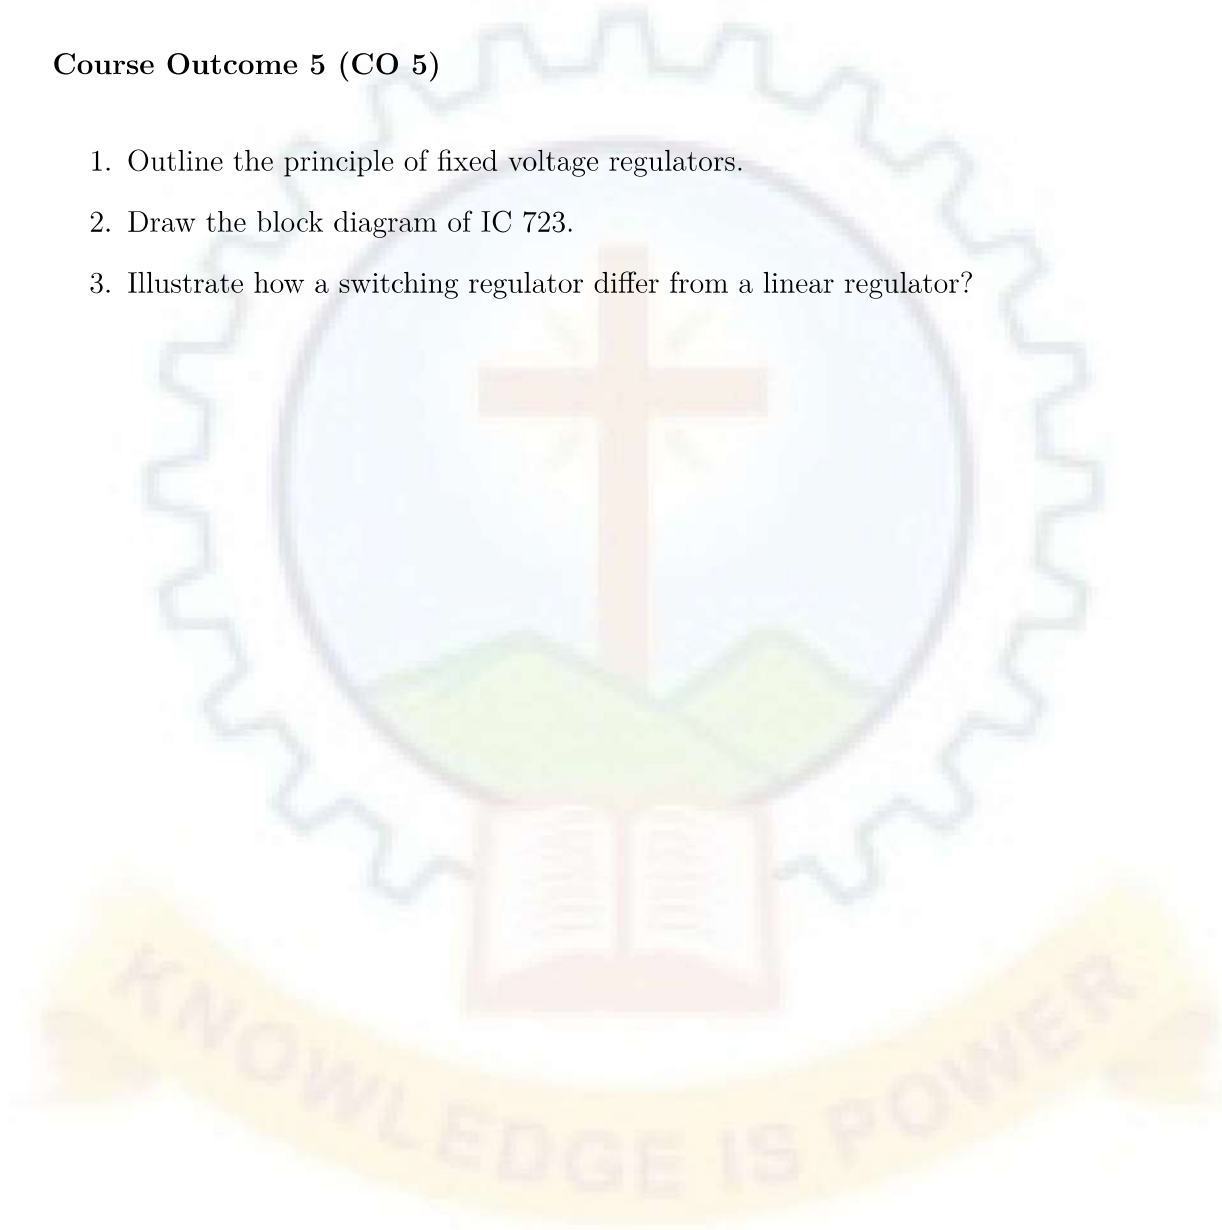 Course Outcome 5 (CO 5)
1. Outline the principle of fixed voltage regulators.
2. Draw the block diagram of IC 723.
3. Illustrate how a switching regulator differ from a linear regulator?
KNOWLEDGE IS POWER